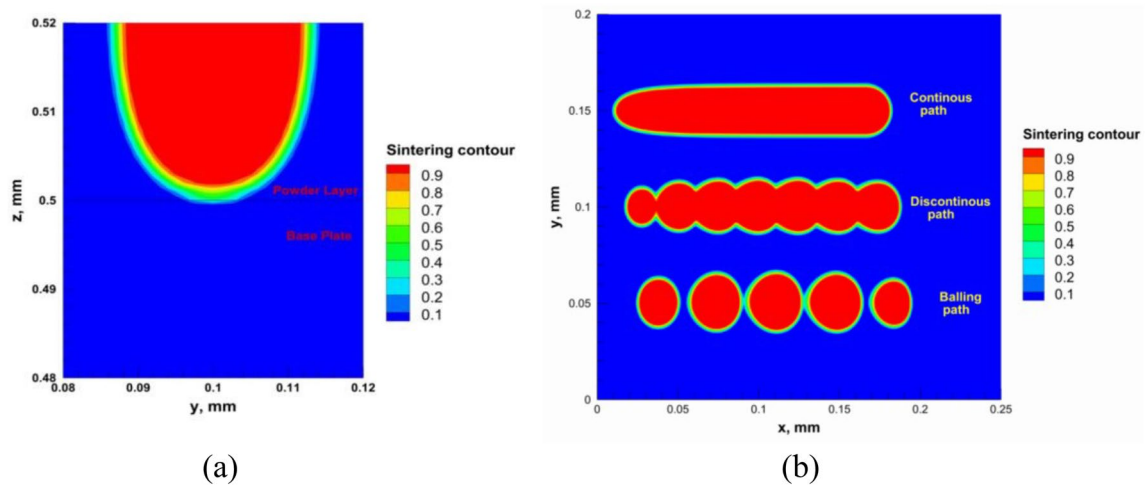 0.52
0.51
0.5
0.49
0.48
z, mm
0.08
0.09
0.1
0.11
0.12
y, mm
Powdar Layer
Base Plate
Sintering contour
0.9
0.8
0.7
0.6
0.5
0.4
0.3
0.2
0.1
(a)
0.2
0.15
0.1
0.05
0
y, mm
0
0.05
0.1
0.15
0.2
0.25
x, mm
Continous
path
Discontinous
path
Balling
path
Sintering contour
0.9
0.8
0.7
0.6
0.5
0.4
0.3
0.2
0.1
(b)